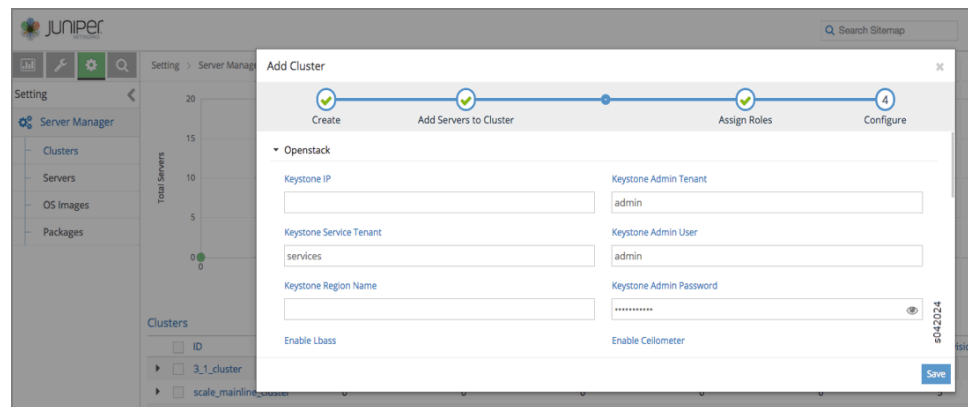 JUNIPER
NETWORKS
Search Sitemap
Setting > Server Manage
Add Cluster
×
Setting
Server Manager
Clusters
Servers
OS Images
Packages
Total Servers
20
15
10
5
0
0
Create
Add Servers to Cluster
Assign Roles
4
Configure
Openstack
Keystone IP
Keystone Admin Tenant
admin
Keystone Service Tenant
Keystone Admin User
services
admin
Keystone Region Name
Keystone Admin Password
•••••••••••
Enable Lbass
Enable Ceilometer
s042024
Save
Clusters
ID
3_1_cluster
scale_mainline_cluster